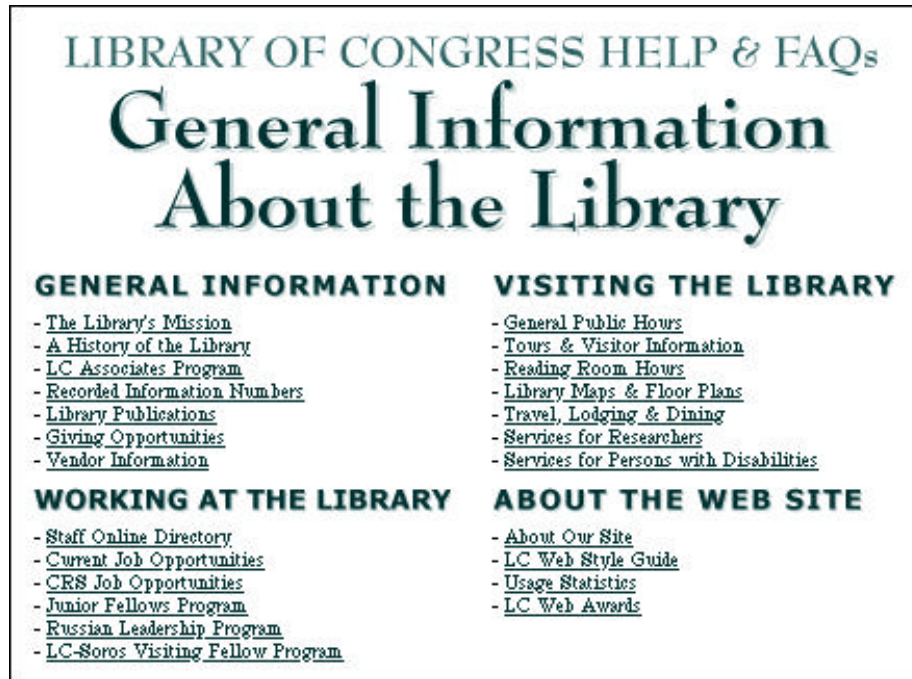 LIBRARY OF CONGRESS HELP & FAQs
General Information
About the Library
GENERAL INFORMATION
- The Library's Mission
- A History of the Library
- LC Associates Program
- Recorded Information Numbers
- Library Publications
- Giving Opportunities
- Vendor Information
VISITING THE LIBRARY
- General Public Hours
- Tours & Visitor Information
- Reading Room Hours
- Library Maps & Floor Plans
- Travel, Lodging & Dining
- Services for Researchers
- Services for Persons with Disabilities
WORKING AT THE LIBRARY
- Staff Online Directory
- Current Job Opportunities
- CRS Job Opportunities
- Junior Fellows Program
- Russian Leadership Program
- LC-Soros Visiting Fellow Program
ABOUT THE WEB SITE
- About Our Site
- LC Web Style Guide
- Usage Statistics
- LC Web Awards